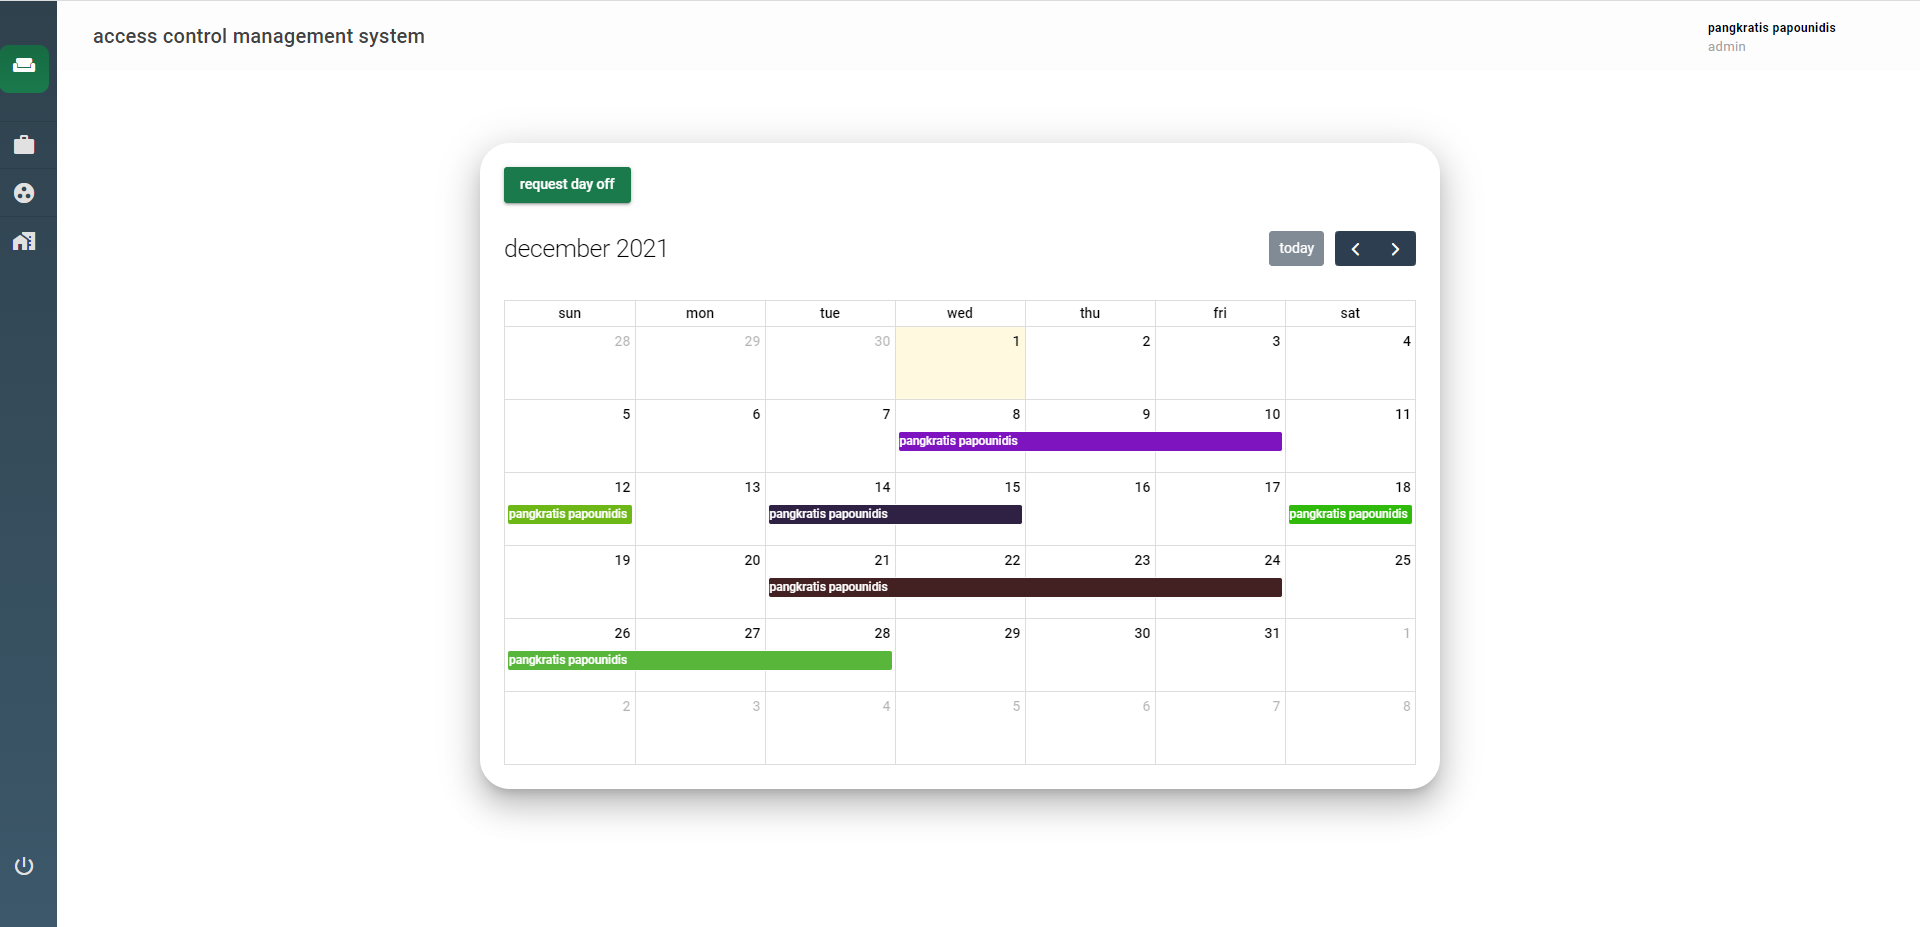 access control management system
pangkratis papounidis
admin
request day off
december 2021
today
sun mon tue wed thu fri sat
28 29 30 1 2 3 4
5 6 7 8 9 10 11
pangkratis papounidis
12 13 14 15 16 17 18
pangkratis papounidis pangkratis papounidis pangkratis papounidis
19 20 21 22 23 24 25
pangkratis papounidis
26 27 28 29 30 31 1
pangkratis papounidis
2 3 4 5 6 7 8